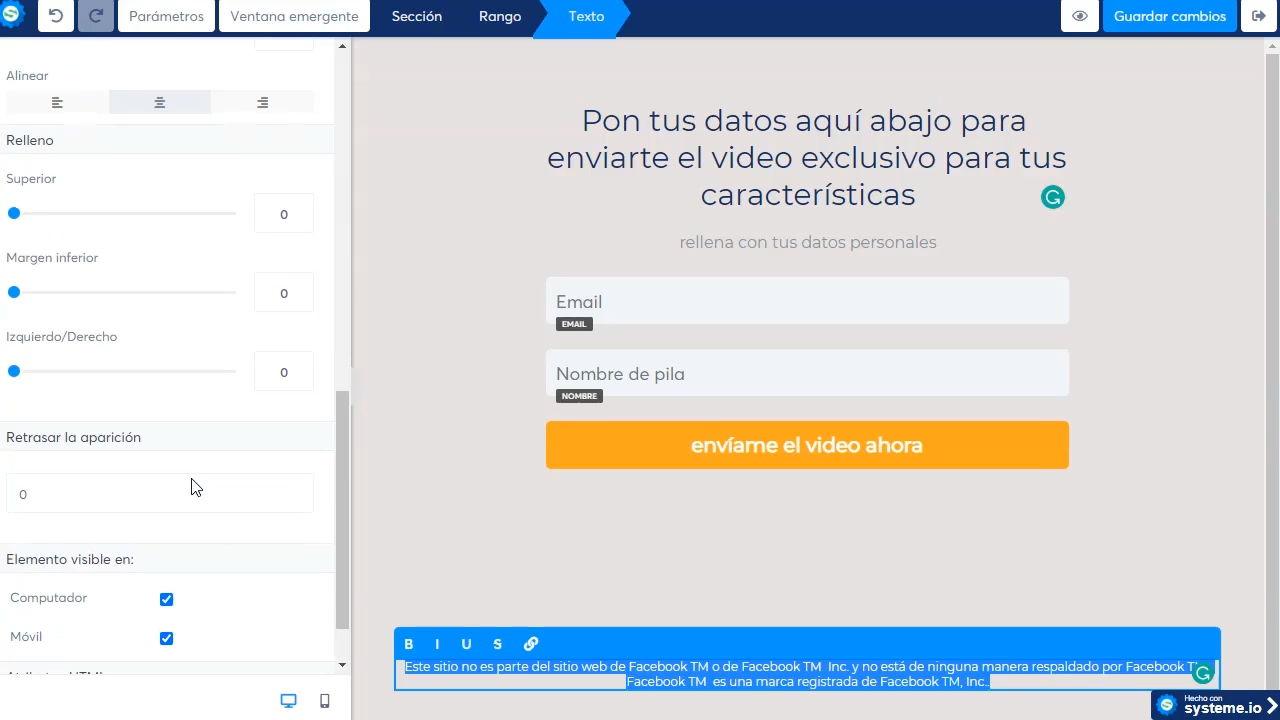 Parámetros
Ventana emergente
Sección
Rango
Texto
Guardar cambios
Alinear
Relleno
Superior
0
Margen inferior
0
Izquierdo/Derecho
0
Retrasar la aparición
0
Elemento visible en:
Computador
Móvil
Pon tus datos aquí abajo para
enviarte el video exclusivo para tus
características
rellena con tus datos personales
Email
EMAIL
Nombre de pila
NOMBRE
envíame el video ahora
B I U S
Este sitio no es parte del sitio web de Facebook TM o de Facebook TM Inc. y no está de ninguna manera respaldado por Facebook
Facebook TM es una marca registrada de Facebook TM, Inc..
Hecho con
systeme.io